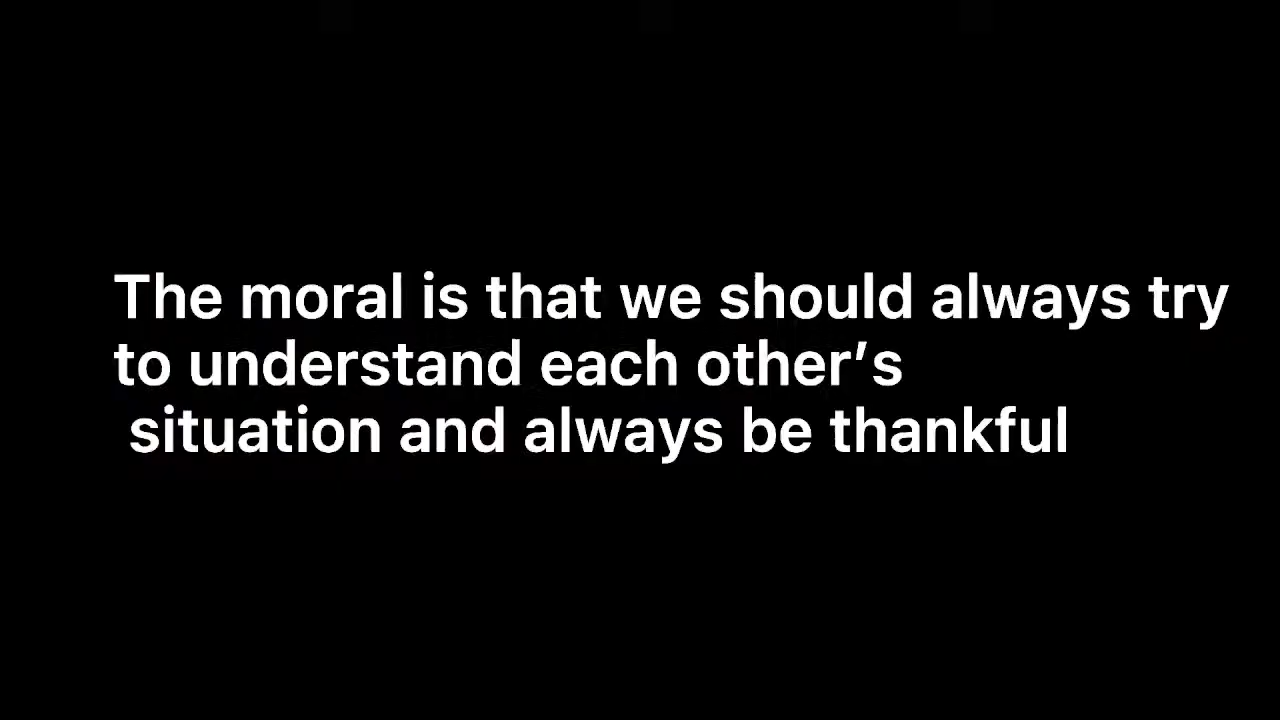 The moral is that we should always try
to understand each other’s
situation and always be thankful